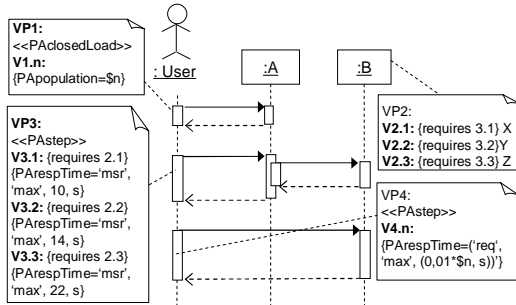 VP1:
<<PAclosedLoad>>
V1.n:
{PApopulation=$n}
: User
:A
:B
VP3:
<<PAstep>>
V3.1: {requires 2.1}
{PArespTime=‘msr’,
‘max’, 10, s}
V3.2: {requires 2.2}
{PArespTime=‘msr’,
‘max’, 14, s}
V3.3: {requires 2.3}
{PArespTime=‘msr’,
‘max’, 22, s}
VP2:
V2.1: {requires 3.1} X
V2.2: {requires 3.2}Y
V2.3: {requires 3.3} Z
VP4:
<<PAstep>>
V4.n:
{PArespTime=(‘req‘,
‘max’, (0,01*$n, s))’}